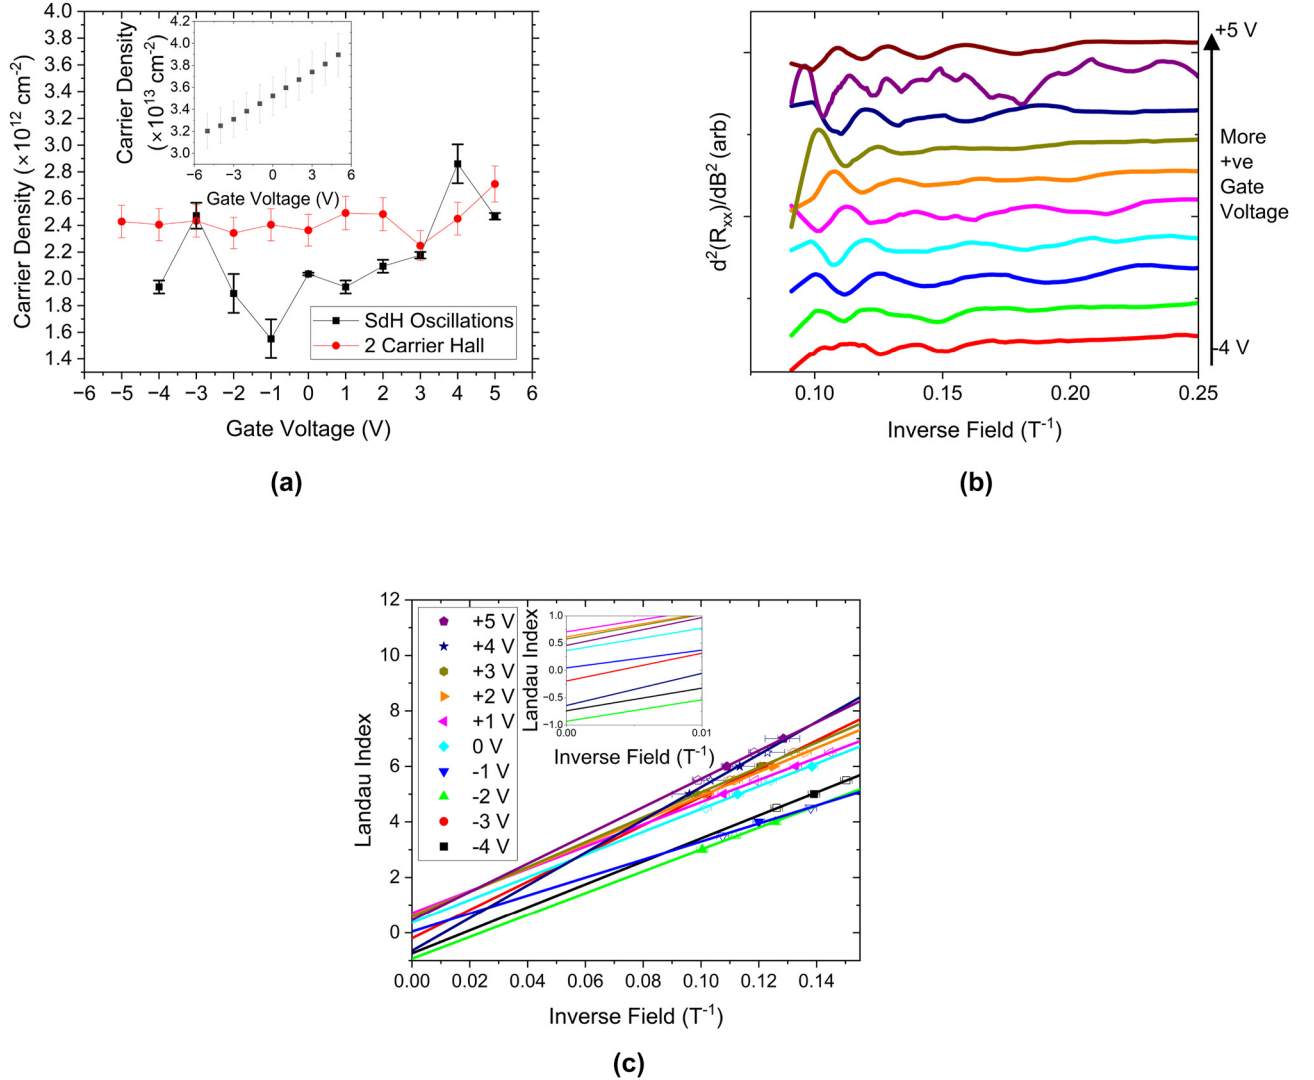 4.0
3.8
3.6
3.4
3.2
3.0
2.8
2.6
2.4
2.2
2.0
1.8
1.6
1.4
Carrier Density (×10¹² cm⁻²)
−6 −5 −4 −3 −2 −1 0 1 2 3 4 5 6
Gate Voltage (V)
Carrier Density
(×10¹³ cm-2)
4.2
4.0
3.8
3.6
3.4
3.2
3.0
−6 −3 0 3 6
Gate Voltage (V)
SdH Oscillations
2 Carrier Hall
(a)
d²(Rxx)/dB² (arb)
0.10 0.15 0.20 0.25
Inverse Field (T⁻¹)
+5 V
More
+ve
Gate
Voltage
-4 V
(b)
12
10
8
6
4
2
0
Landau Index
0.00 0.02 0.04 0.06 0.08 0.10 0.12 0.14
Inverse Field (T⁻¹)
+5 V
+4 V
+3 V
+2 V
+1 V
0 V
-1 V
-2 V
-3 V
-4 V
Landau Index
1.0
0.5
0.0
−0.5
−1.0
0.00 0.01
Inverse Field (T⁻¹)
(c)